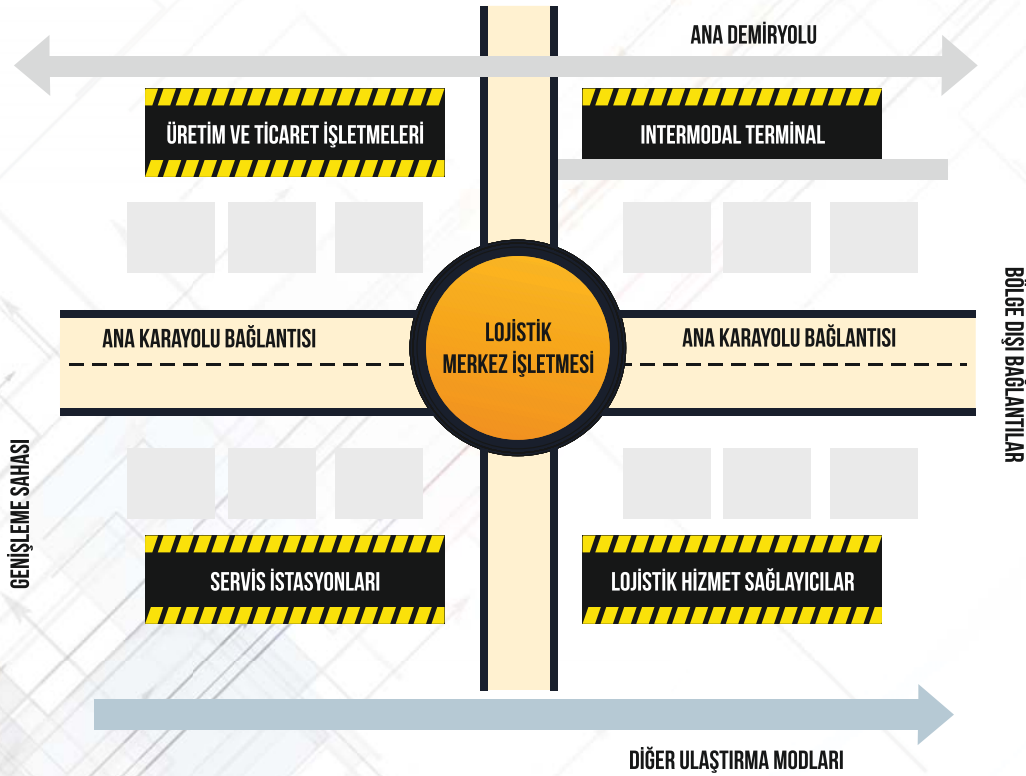 ANA DEMİRYOLU
ÜRETİM VE TİCARET İŞLETMELERİ
INTERMODAL TERMİNAL
BÖLGE DIŞI BAĞLANTILAR
ANA KARAYOLU BAĞLANTISI
LOJİSTİK
MERKEZ İŞLETMESİ
ANA KARAYOLU BAĞLANTISI
GENİŞLEME SAHASI
SERVİS İSTASYONLARI
LOJİSTİK HİZMET SAĞLAYICILAR
DİĞER ULAŞTIRMA MODLARI